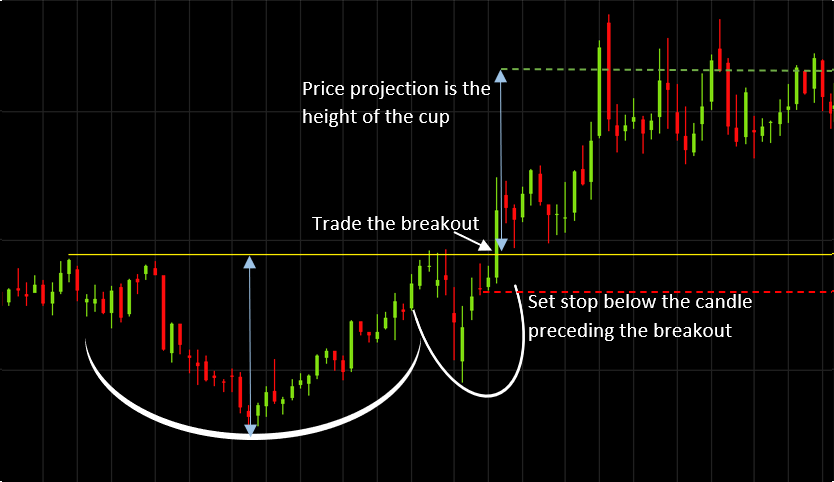 Price projection is the
height of the cup
Trade the breakout
Set stop below the candle
preceding the breakout